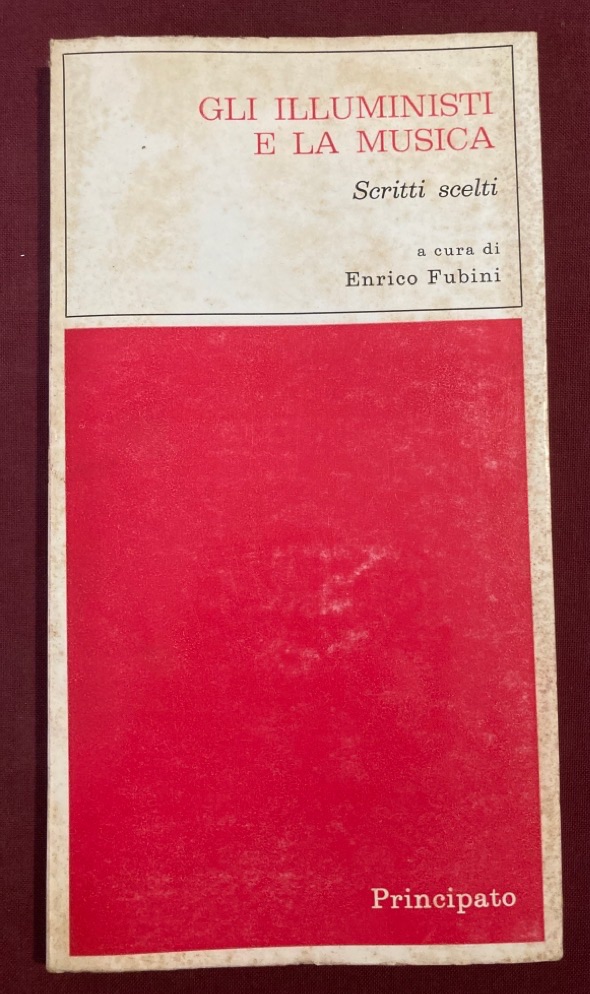 GLI ILLUMINISTI
E LA MUSICA
Scritti scelti
a cura di
Enrico Fubini
Principato